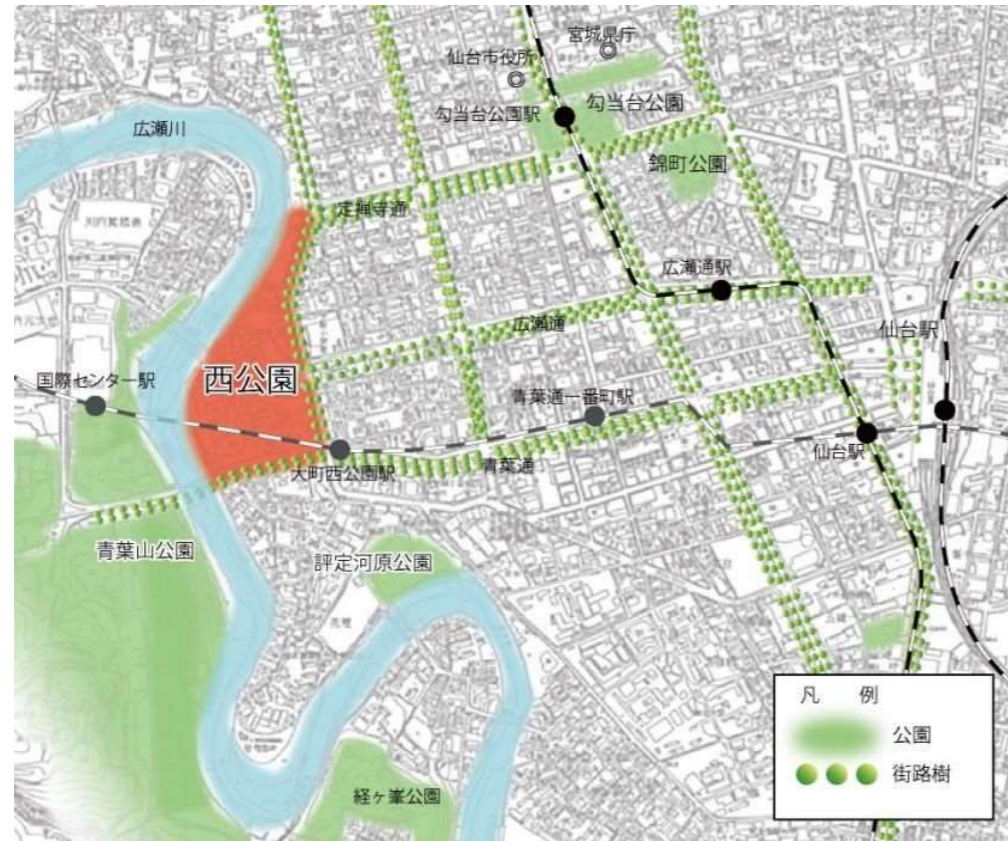 宮城県庁
仙台市役所
勾当台公園駅
勾当台公園
広瀬川
錦町公園
定禅寺通
広瀬通駅
広瀬通
仙台駅
西公園
国際センター駅
青葉通一番町駅
大町西公園駅
青葉通
仙台駅
青葉山公園
評定河原公園
経ヶ峯公園
凡　例
公園
街路樹